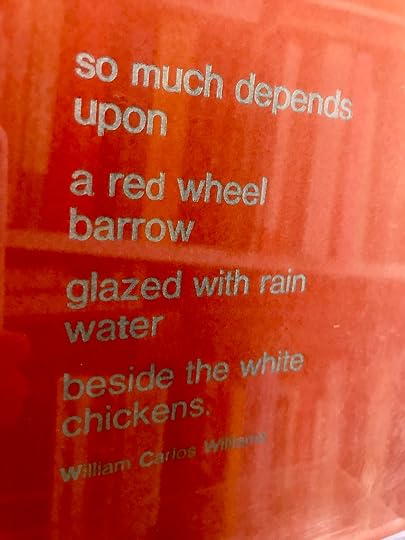 so much depends
upon
a red wheel
barrow
glazed with rain
water
beside the white
chickens.
William Carlos Williams